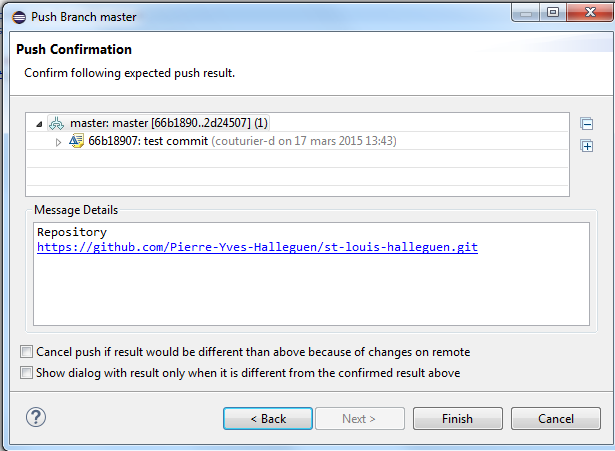 Push Branch master
Push Confirmation
Confirm following expected push result.
master: master [66b1890..2d24507] (1)
66b18907: test commit (couturier-d on 17 mars 2015 13:43)
Message Details
Repository
https://github.com/Pierre-Yves-Halleguen/st-louis-halleguen.git
Cancel push if result would be different than above because of changes on remote
Show dialog with result only when it is different from the confirmed result above
< Back
Next >
Finish
Cancel